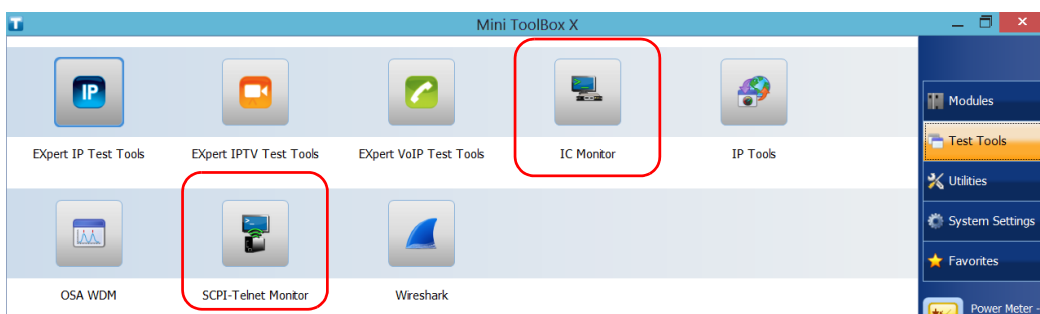 Mini ToolBox X
IP
EXpert IP Test Tools
EXpert IPTV Test Tools
EXpert VoIP Test Tools
IC Monitor
IP Tools
OSA WDM
SCPI-Telnet Monitor
Wireshark
Modules
Test Tools
Utilities
System Settings
Favorites
Power Meter -